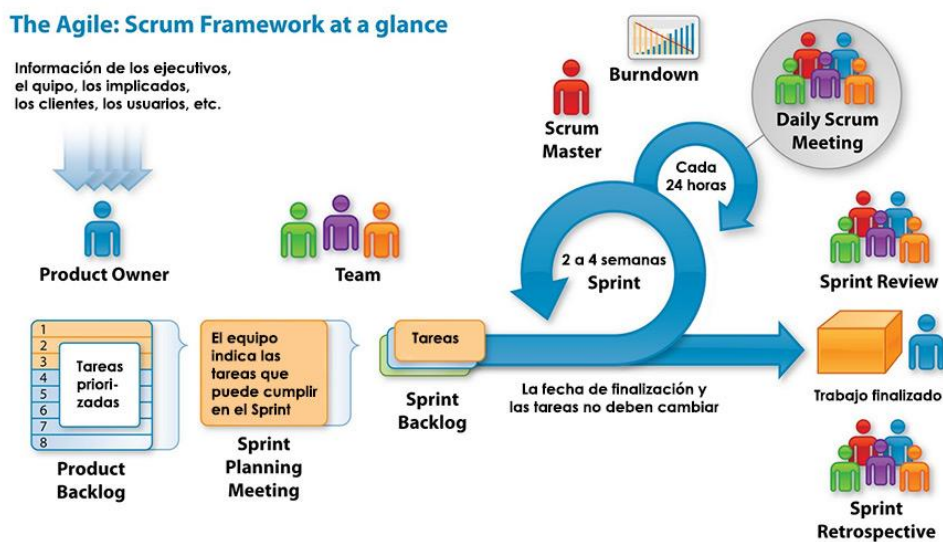 The Agile: Scrum Framework at a glance
Información de los ejecutivos,
el quipo, los implicados,
los clientes, los usuarios, etc.
Product Owner
Team
Scrum
Master
Burndown
Daily Scrum
Meeting
Cada
24 horas
2 a 4 semanas
Sprint
Sprint Review
1
2
3
4
5
6
7
8
Tareas
priori-
zadas
Product
Backlog
El equipo
indica las
tareas que
puede cumplir
en el Sprint
Sprint
Planning
Meeting
Tareas
Sprint
Backlog
La fecha de finalización y
las tareas no deben cambiar
Trabajo finalizado
Sprint
Retrospective